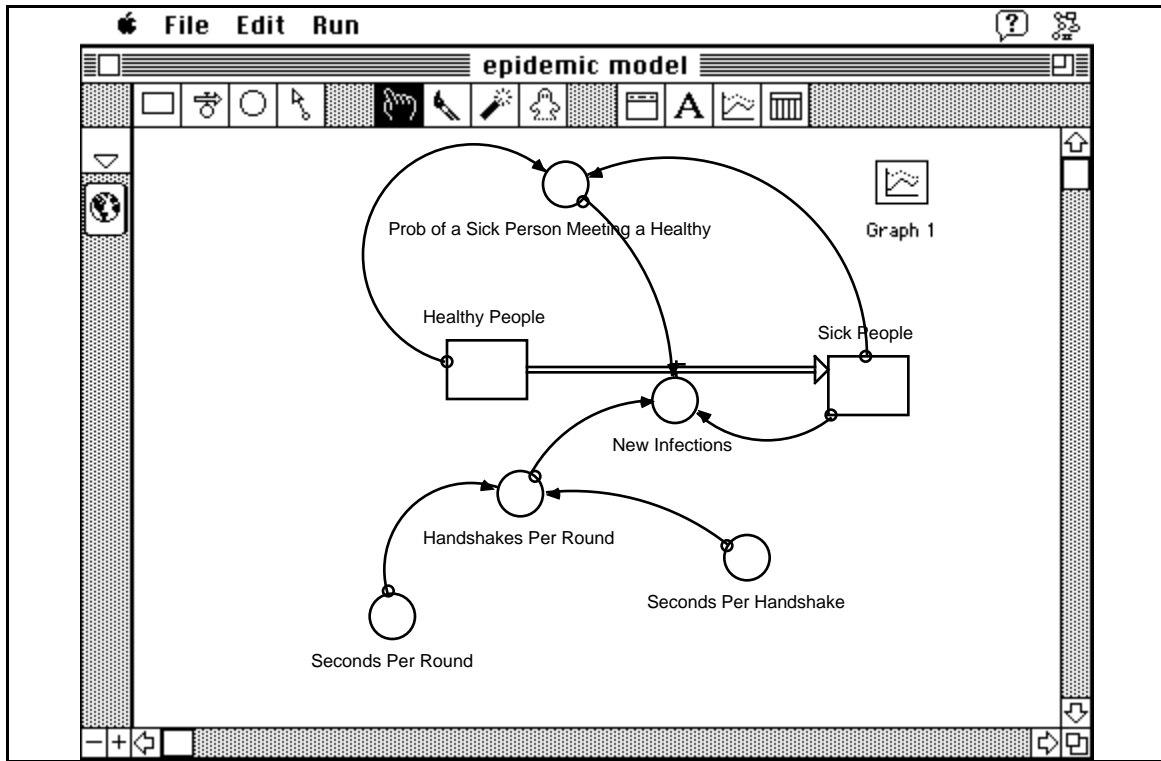 File Edit Run
?
epidemic model
A
Prob of a Sick Person Meeting a Healthy
Graph 1
Healthy People
Sick People
New Infections
Handshakes Per Round
Seconds Per Handshake
Seconds Per Round